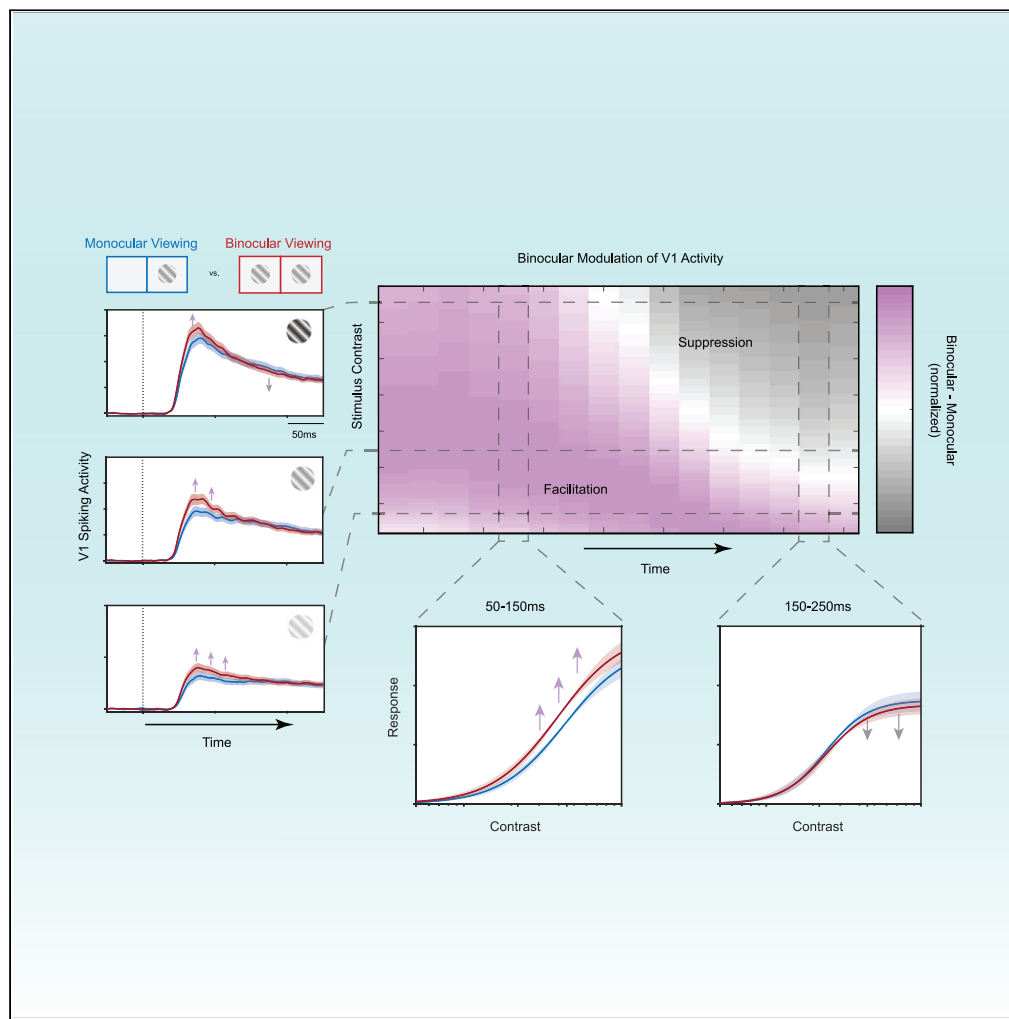 Monocular Viewing
vs.
Binocular Viewing
V1 Spiking Activity
50ms
Time
Binocular Modulation of V1 Activity
Stimulus Contrast
Suppression
Facilitation
Time
Binocular - Monocular
(normalized)
50-150ms
Response
Contrast
150-250ms
Contrast